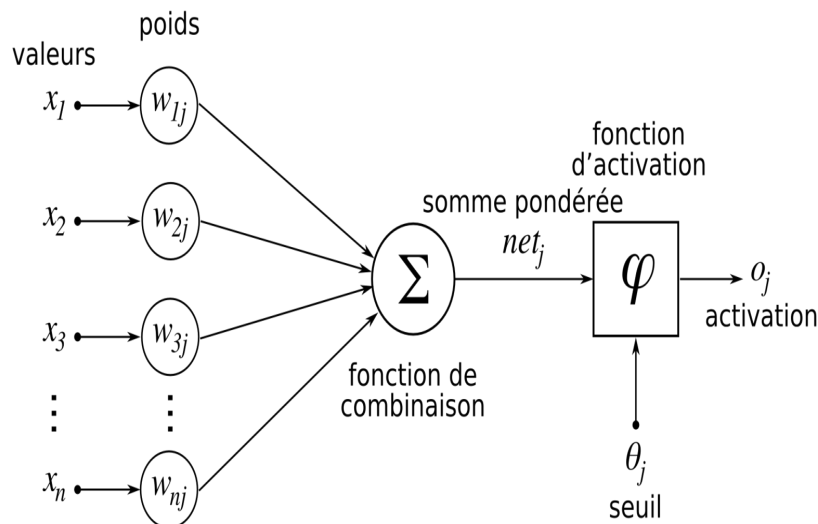 poids
valeurs
x₁
w₁ⱼ
x₂
w₂ⱼ
x₃
w₃ⱼ
⋮ ⋮
xₙ
wₙⱼ
Σ
fonction de
combinaison
somme pondérée
netⱼ
fonction
d'activation
φ
oⱼ
activation
θⱼ
seuil